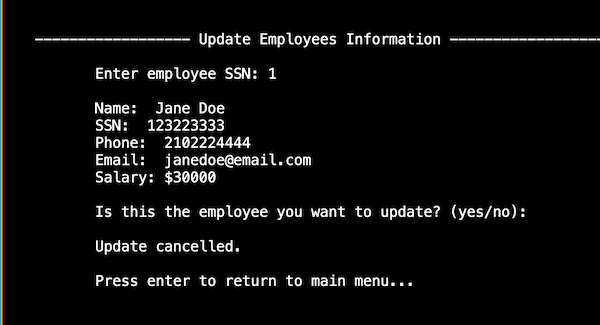 ------------------ Update Employees Information ------------------
Enter employee SSN: 1
Name:  Jane Doe
SSN:  123223333
Phone:  2102224444
Email:  janedoe@email.com
Salary: $30000
Is this the employee you want to update? (yes/no):
Update cancelled.
Press enter to return to main menu...